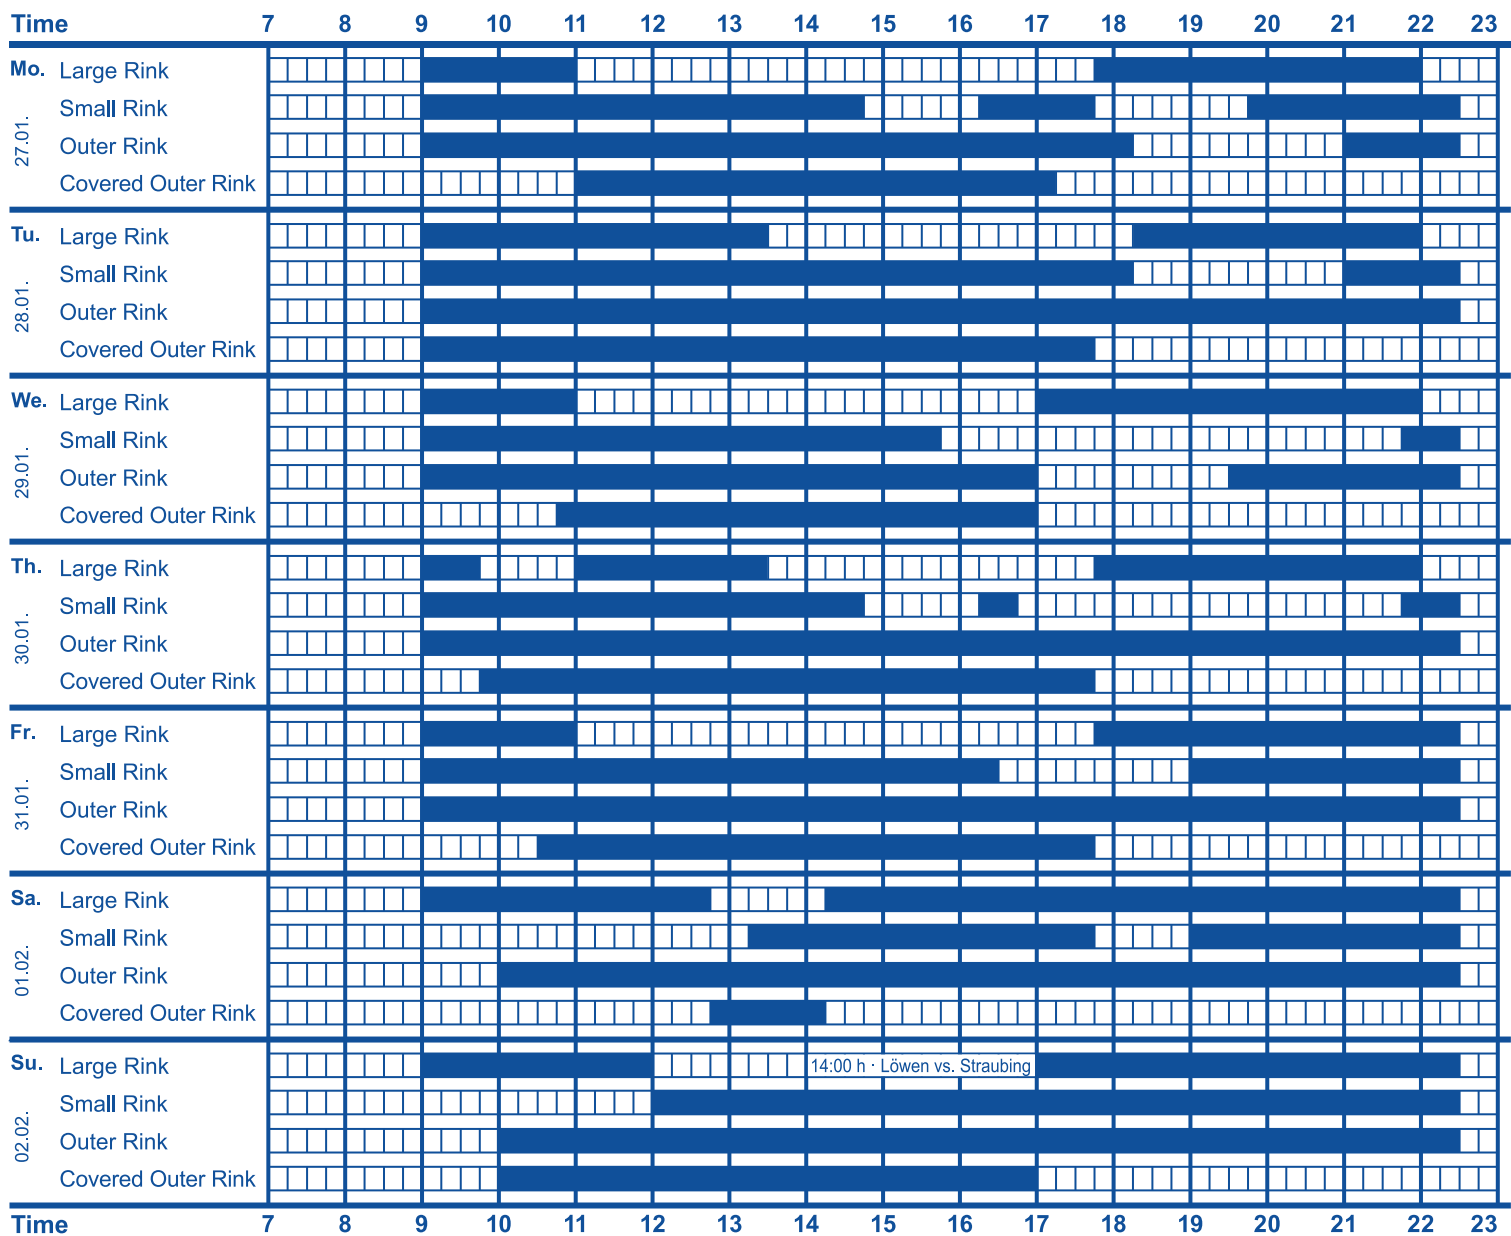 Time 7 8 9 10 11 12 13 14 15 16 17 18 19 20 21 22 23
Mo. Large Rink
27.01.
Small Rink
Outer Rink
Covered Outer Rink
Tu. Large Rink
28.01.
Small Rink
Outer Rink
Covered Outer Rink
We. Large Rink
29.01.
Small Rink
Outer Rink
Covered Outer Rink
Th. Large Rink
30.01.
Small Rink
Outer Rink
Covered Outer Rink
Fr. Large Rink
31.01.
Small Rink
Outer Rink
Covered Outer Rink
Sa. Large Rink
01.02.
Small Rink
Outer Rink
Covered Outer Rink
Su. Large Rink 14:00 h · Löwen vs. Straubing
02.02.
Small Rink
Outer Rink
Covered Outer Rink
Time 7 8 9 10 11 12 13 14 15 16 17 18 19 20 21 22 23